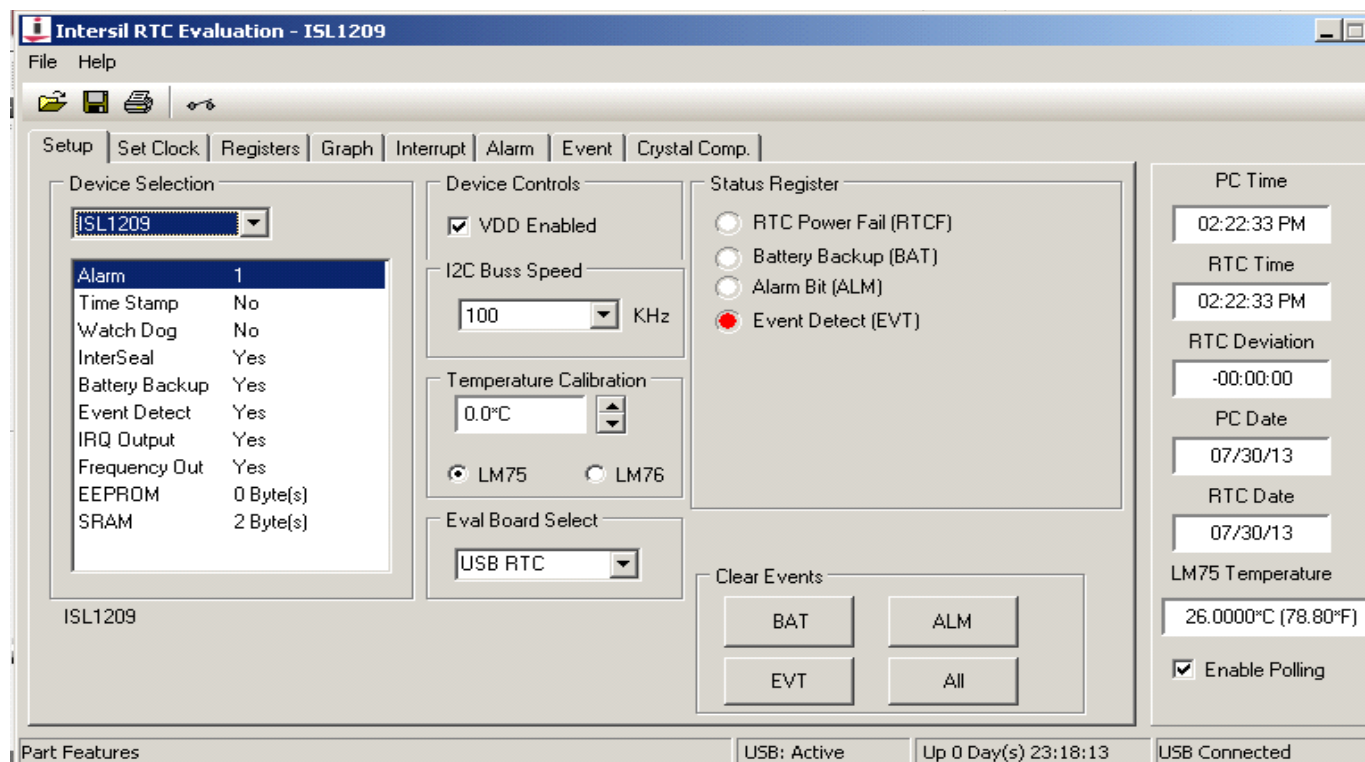 Intersil RTC Evaluation - ISL1209
File Help
Setup Set Clock Registers Graph Interrupt Alarm Event Crystal Comp.
Device Selection
ISL1209
Alarm 1
Time Stamp No
Watch Dog No
InterSeal Yes
Battery Backup Yes
Event Detect Yes
IRQ Output Yes
Frequency Out Yes
EEPROM 0 Byte(s)
SRAM 2 Byte(s)
ISL1209
Device Controls
VDD Enabled
I2C Buss Speed
100 KHz
Temperature Calibration
0.0*C
LM75 LM76
Eval Board Select
USB RTC
Status Register
RTC Power Fail (RTCF)
Battery Backup (BAT)
Alarm Bit (ALM)
Event Detect (EVT)
Clear Events
BAT ALM
EVT All
PC Time
02:22:33 PM
RTC Time
02:22:33 PM
RTC Deviation
-00:00:00
PC Date
07/30/13
RTC Date
07/30/13
LM75 Temperature
26.0000*C (78.80*F)
Enable Polling
Part Features USB: Active Up 0 Day(s) 23:18:13 USB Connected